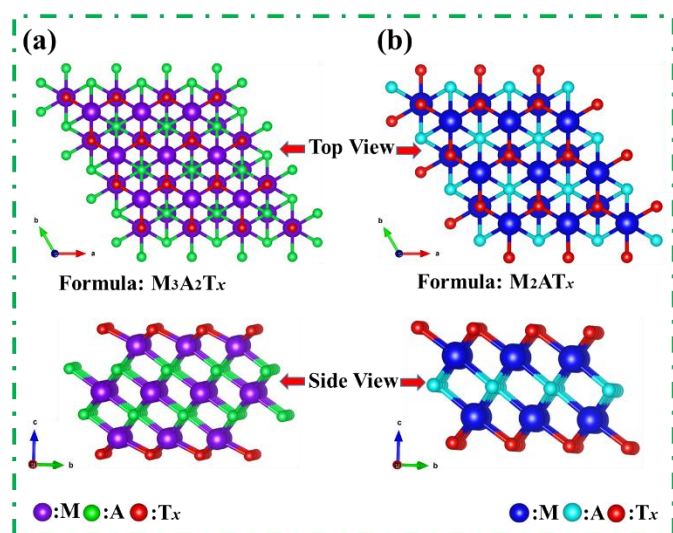 (a)
(b)
Top View
b
a
b
a
Formula: M₃A₂Tₓ
Formula: M₂ATₓ
Side View
c
b
c
b
:M :A :Tₓ
:M :A :Tₓ